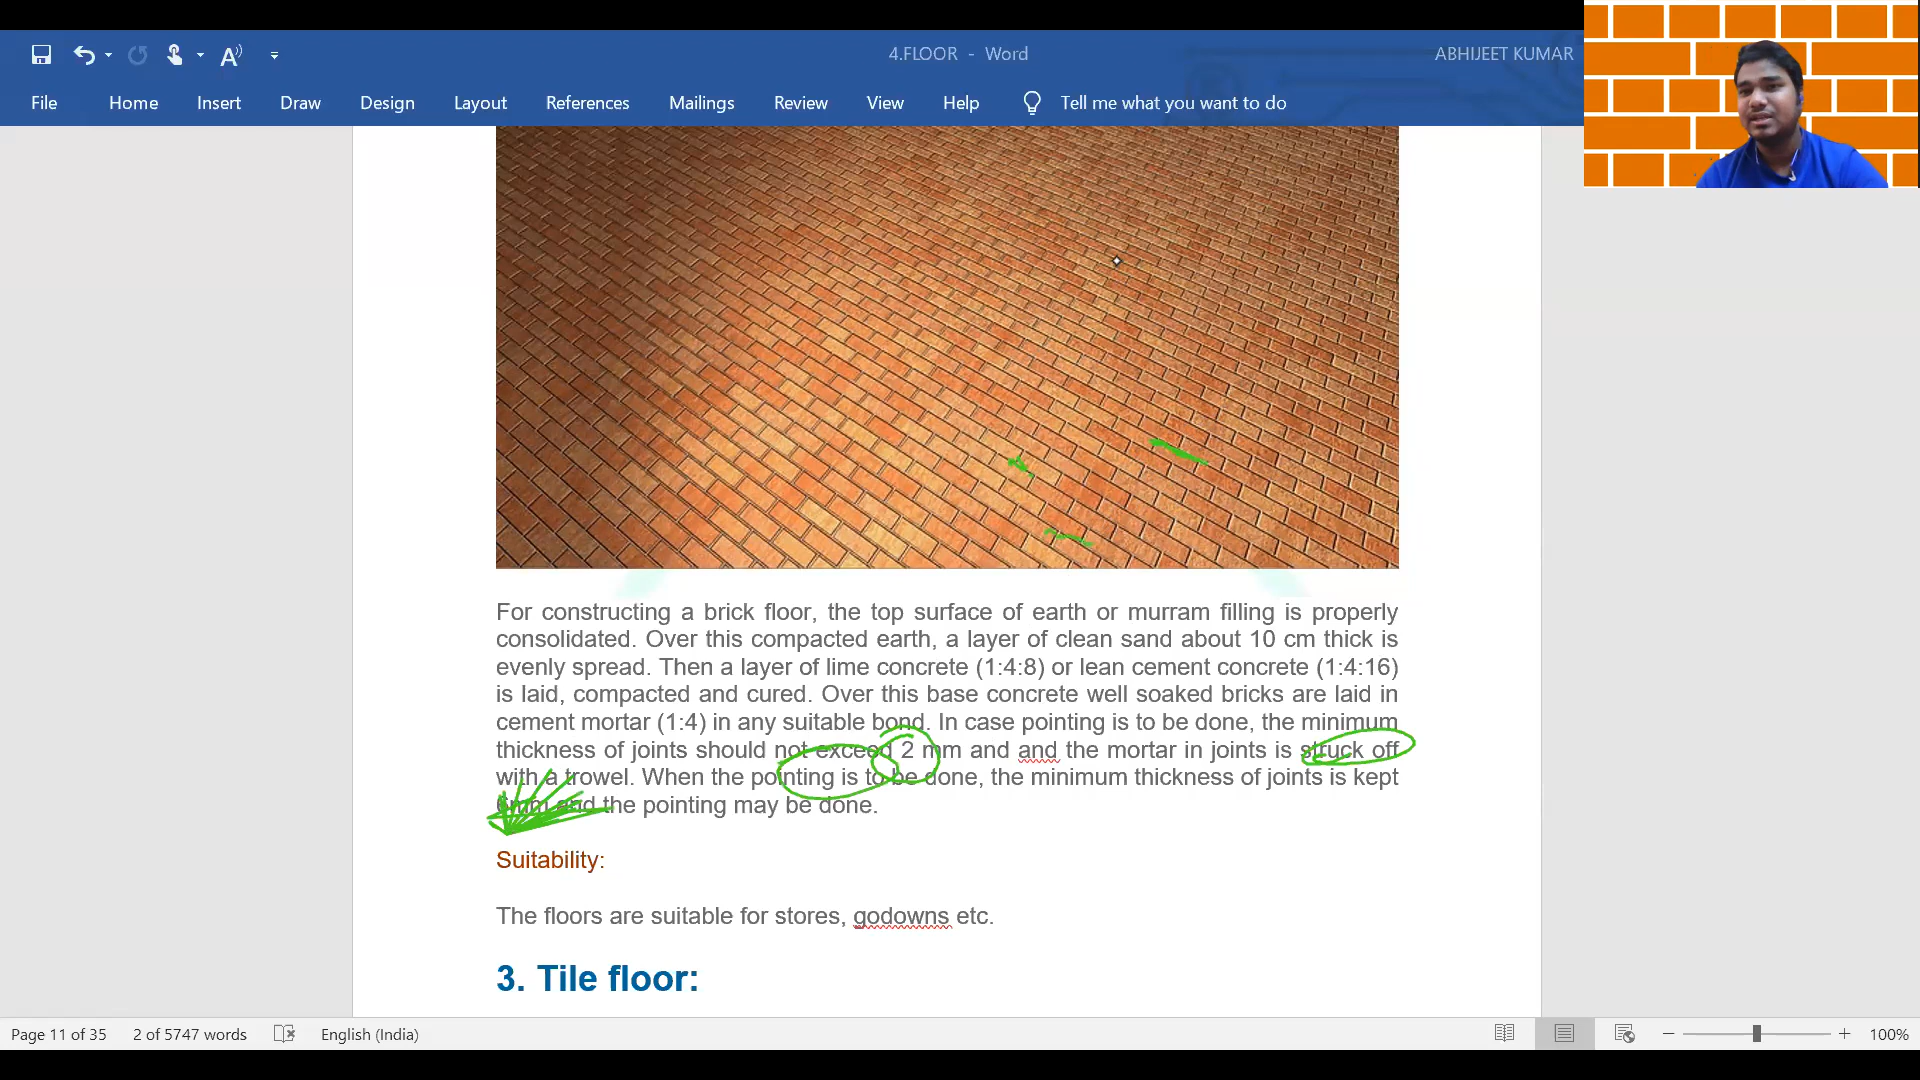 4.FLOOR - Word
ABHIJEET KUMAR
File Home Insert Draw Design Layout References Mailings Review View Help Tell me what you want to do
For constructing a brick floor, the top surface of earth or murram filling is properly
consolidated. Over this compacted earth, a layer of clean sand about 10 cm thick is
evenly spread. Then a layer of lime concrete (1:4:8) or lean cement concrete (1:4:16)
is laid, compacted and cured. Over this base concrete well soaked bricks are laid in
cement mortar (1:4) in any suitable bond. In case pointing is to be done, the minimum
thickness of joints should not exceed 2 mm and and the mortar in joints is struck off
with a trowel. When the pointing is to be done, the minimum thickness of joints is kept
6mm and the pointing may be done.
Suitability:
The floors are suitable for stores, godowns etc.
3. Tile floor:
Page 11 of 35 2 of 5747 words English (India) 100%